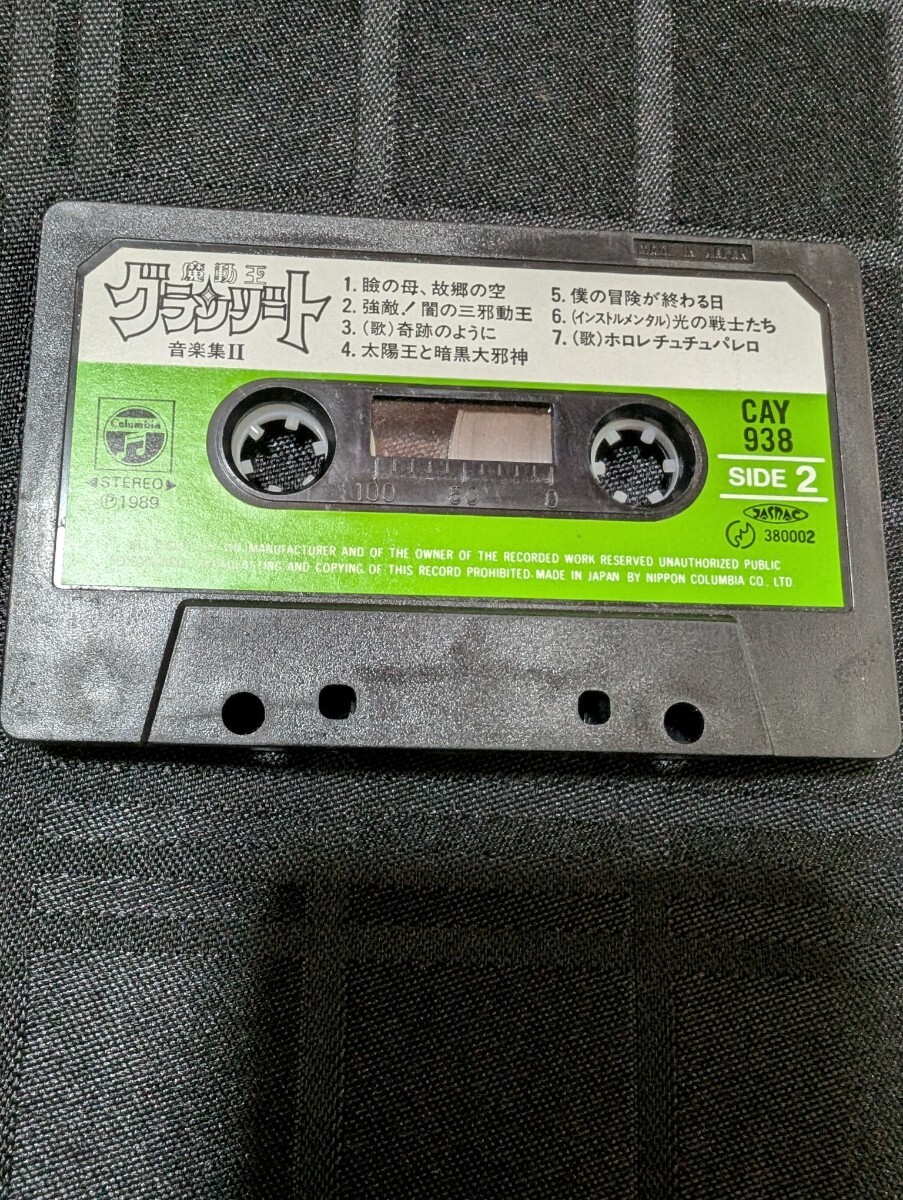 MADE IN JAPAN
魔動王
グランゾート
音楽集II
1. 瞼の母、故郷の空
2. 強敵! 闇の三邪動王
3. (歌)奇跡のように
4. 太陽王と暗黒大邪神
5. 僕の冒険が終わる日
6. (インストルメンタル)光の戦士たち
7. (歌)ホロレチュチュパレロ
Columbia
STEREO
Ⓟ1989
CAY
938
SIDE 2
JASRAC
380002
100 50 0
MANUFACTURER AND OF THE OWNER OF THE RECORDED WORK RESERVED UNAUTHORIZED PUBLIC
AND COPYING OF THIS RECORD PROHIBITED. MADE IN JAPAN BY NIPPON COLUMBIA CO., LTD.